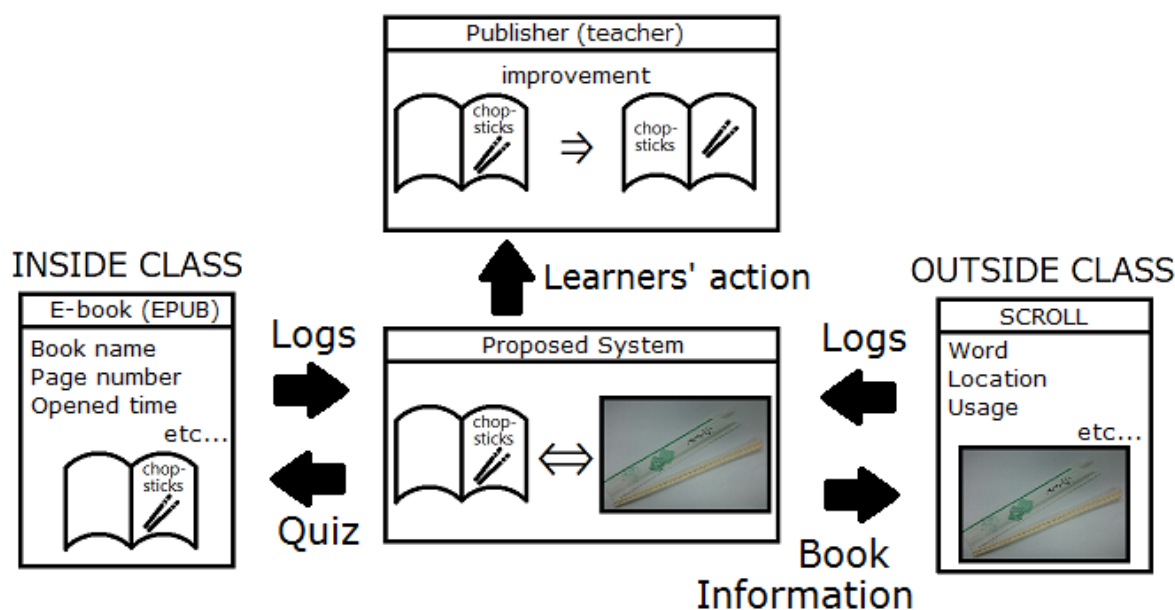 Publisher (teacher)
improvement
chop-
sticks
⇒
chop-
sticks
INSIDE CLASS
E-book (EPUB)
Book name
Page number
Opened time
etc...
chop-
sticks
Logs
Quiz
Learners' action
Proposed System
chop-
sticks
⇔
Logs
Book
Information
OUTSIDE CLASS
SCROLL
Word
Location
Usage
etc...